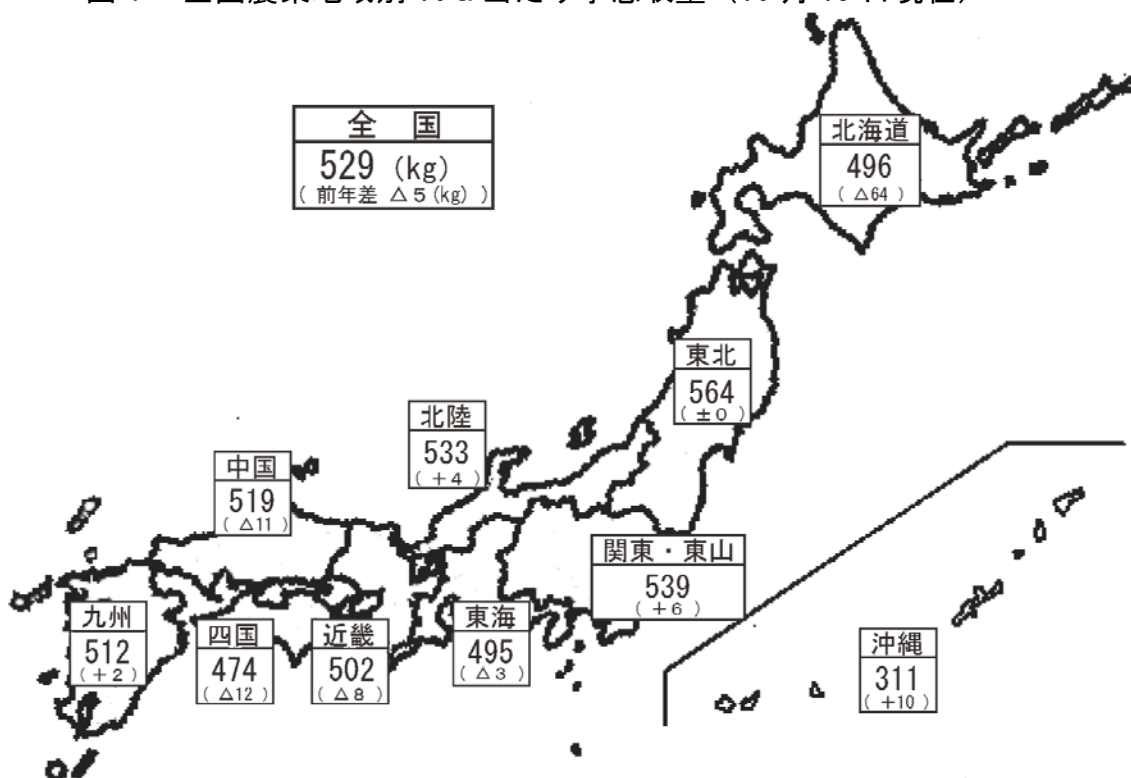 全 国
529 (kg)
( 前年差 △5(kg) )
北海道
496
( △64 )
東北
564
( ±0 )
北陸
533
( +4 )
中国
519
( △11 )
関東・東山
539
( +6 )
九州
512
( +2 )
四国
474
( △12 )
近畿
502
( △8 )
東海
495
( △3 )
沖縄
311
( +10 )